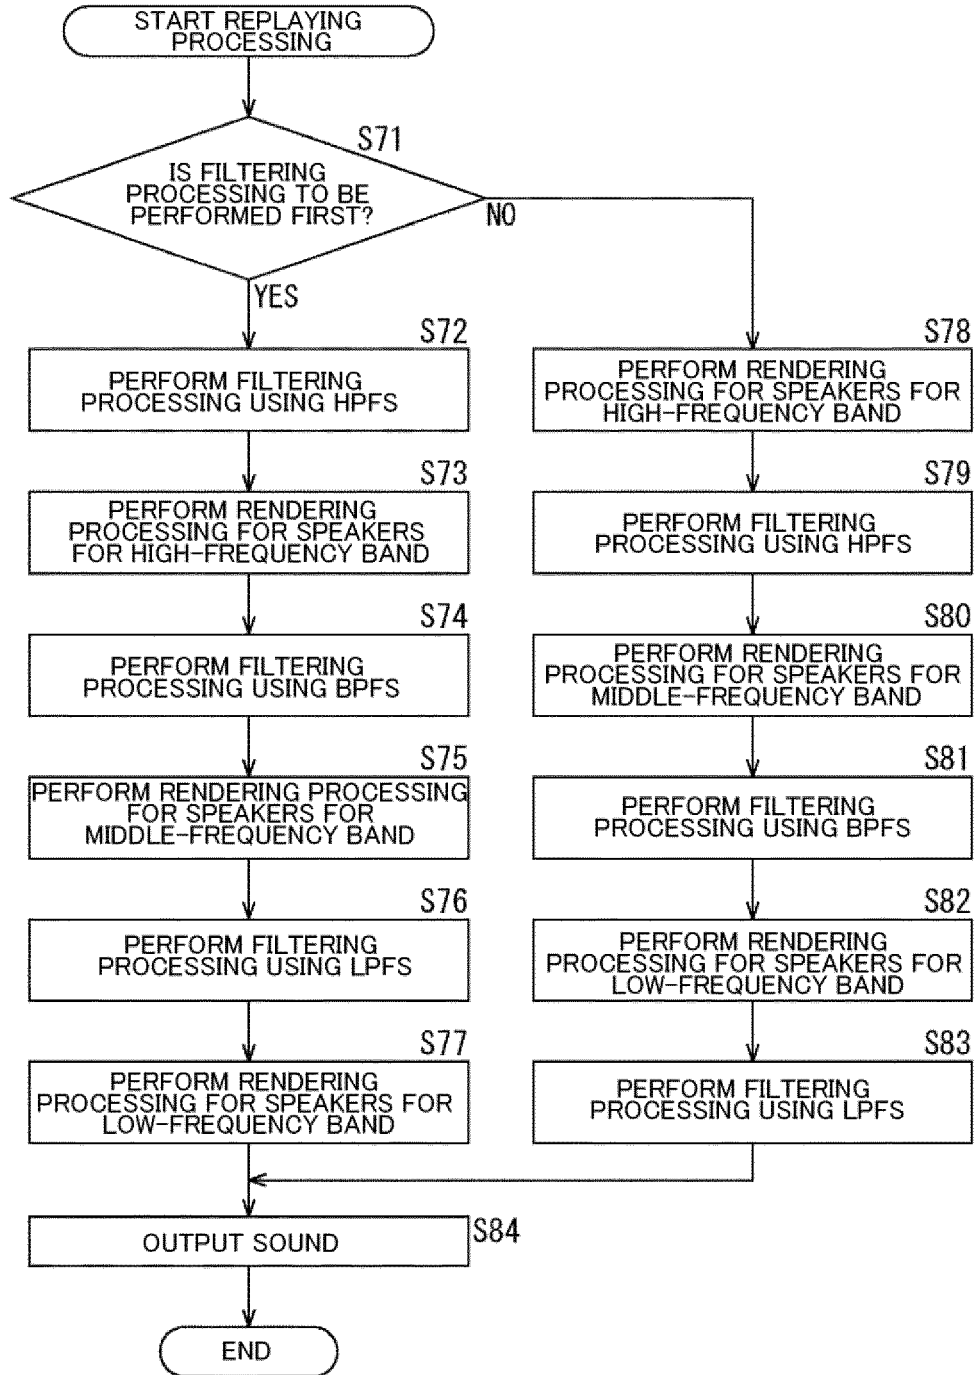 START REPLAYING
PROCESSING
S71
IS FILTERING
PROCESSING TO BE
PERFORMED FIRST?
NO
YES
S72
PERFORM FILTERING
PROCESSING USING HPFS
S73
PERFORM RENDERING
PROCESSING FOR SPEAKERS
FOR HIGH-FREQUENCY BAND
S74
PERFORM FILTERING
PROCESSING USING BPFS
S75
PERFORM RENDERING PROCESSING
FOR SPEAKERS FOR
MIDDLE-FREQUENCY BAND
S76
PERFORM FILTERING
PROCESSING USING LPFS
S77
PERFORM RENDERING
PROCESSING FOR SPEAKERS FOR
LOW-FREQUENCY BAND
S78
PERFORM RENDERING
PROCESSING FOR SPEAKERS FOR
HIGH-FREQUENCY BAND
S79
PERFORM FILTERING
PROCESSING USING HPFS
S80
PERFORM RENDERING
PROCESSING FOR SPEAKERS FOR
MIDDLE-FREQUENCY BAND
S81
PERFORM FILTERING
PROCESSING USING BPFS
S82
PERFORM RENDERING
PROCESSING FOR SPEAKERS FOR
LOW-FREQUENCY BAND
S83
PERFORM FILTERING
PROCESSING USING LPFS
OUTPUT SOUND
S84
END